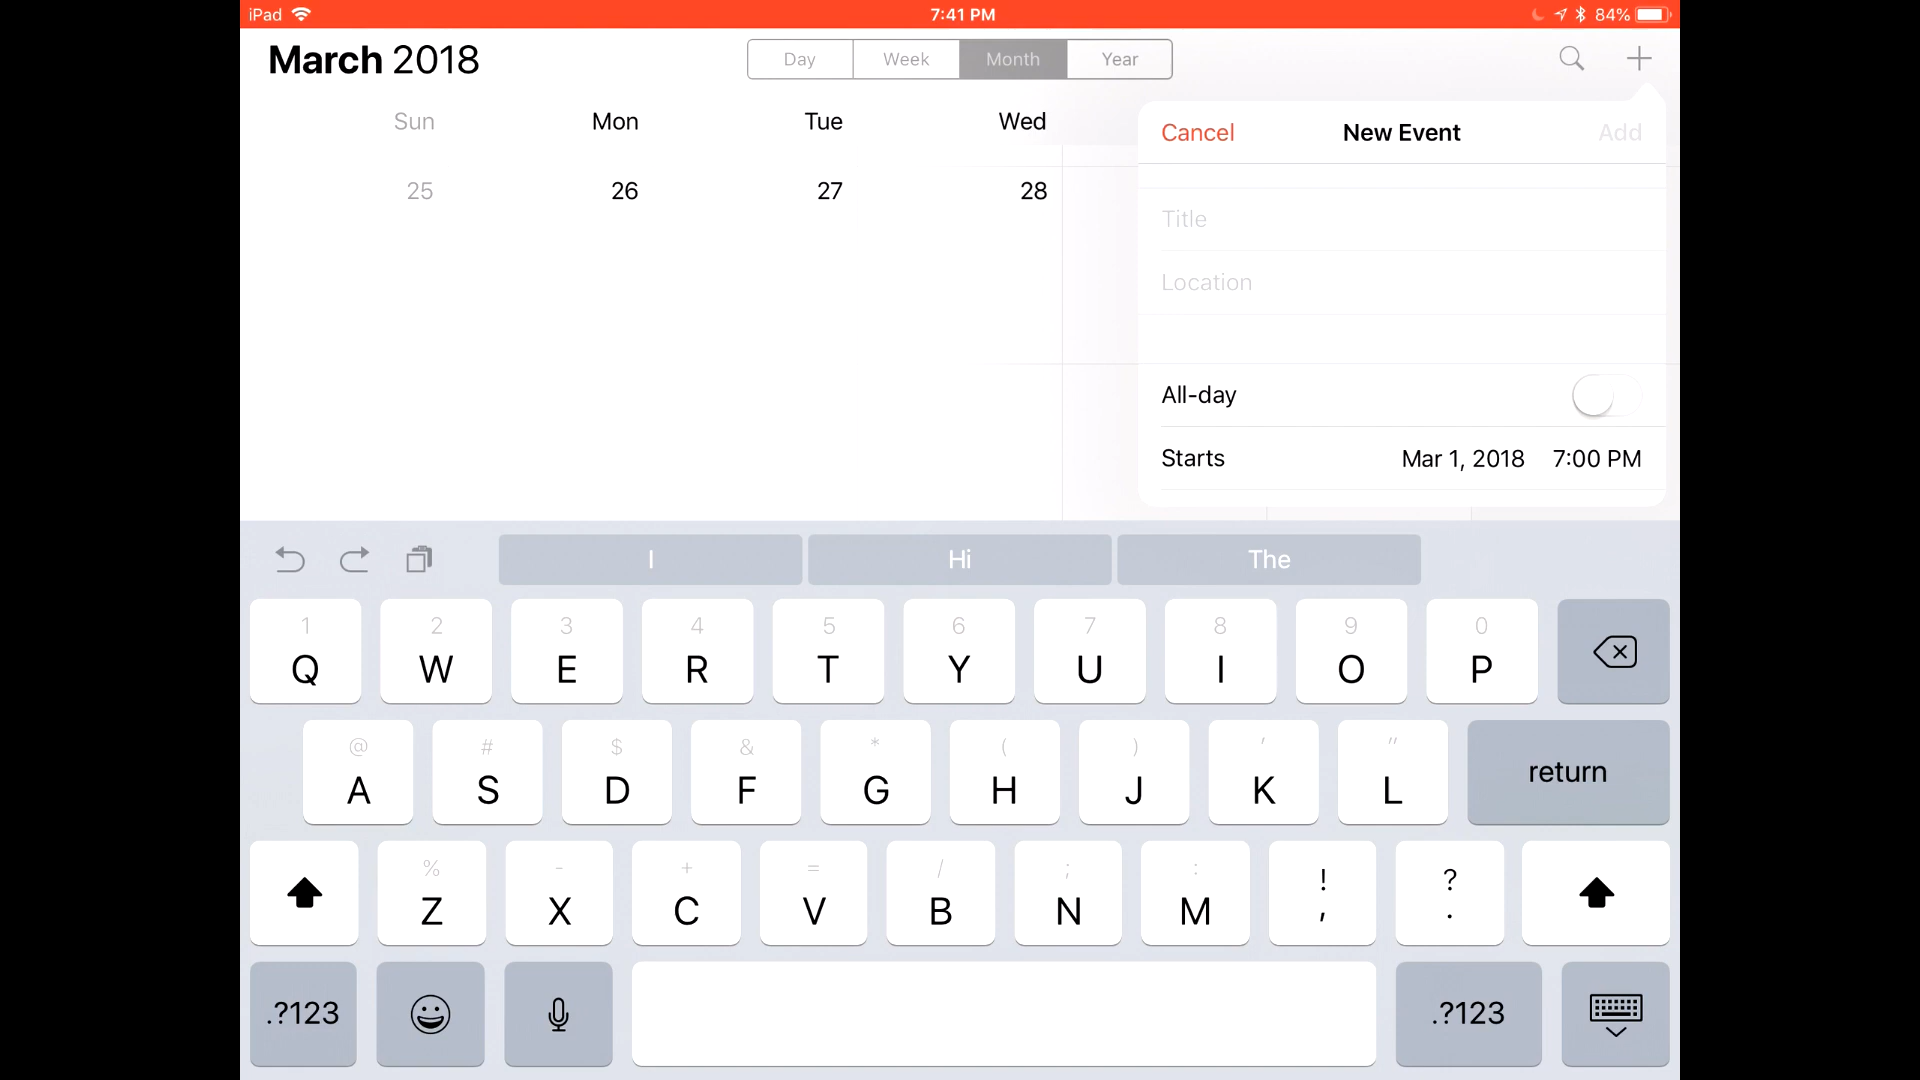 iPad 7:41 PM 84%
March 2018 Day Week Month Year
Sun Mon Tue Wed
25 26 27 28
Cancel New Event Add
Title
Location
All-day
Starts Mar 1, 2018 7:00 PM
I Hi The
1 2 3 4 5 6 7 8 9 0
Q W E R T Y U I O P
@ # $ & * ( ) ' "
A S D F G H J K L return
% - + = / ; : ! ?
Z X C V B N M , .
.?123 .?123